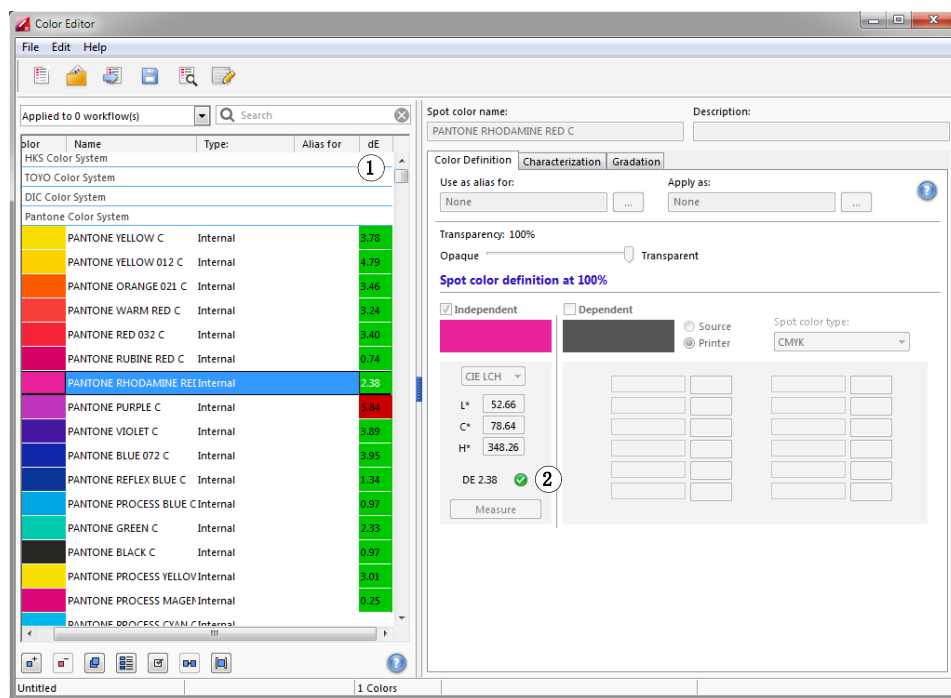 Color Editor
File Edit Help
Applied to 0 workflow(s)
Search
olor Name Type: Alias for dE
HKS Color System
1
TOYO Color System
DIC Color System
Pantone Color System
PANTONE YELLOW C Internal 3.78
PANTONE YELLOW 012 C Internal 4.79
PANTONE ORANGE 021 C Internal 3.46
PANTONE WARM RED C Internal 3.24
PANTONE RED 032 C Internal 3.40
PANTONE RUBINE RED C Internal 0.74
PANTONE RHODAMINE REI Internal 2.38
PANTONE PURPLE C Internal 5.84
PANTONE VIOLET C Internal 3.89
PANTONE BLUE 072 C Internal 3.95
PANTONE REFLEX BLUE C Internal 1.34
PANTONE PROCESS BLUE C Internal 0.97
PANTONE GREEN C Internal 2.33
PANTONE BLACK C Internal 0.97
PANTONE PROCESS YELLOV Internal 3.01
PANTONE PROCESS MAGEN Internal 0.25
PANTONE PROCESS CYAN C Internal
Spot color name: Description:
PANTONE RHODAMINE RED C
Color Definition Characterization Gradation
Use as alias for: Apply as:
None ... None ...
Transparency: 100%
Opaque Transparent
Spot color definition at 100%
Independent Dependent
Source
Printer
Spot color type:
CMYK
CIE LCH
L* 52.66
C* 78.64
H* 348.26
DE 2.38 2
Measure
Untitled 1 Colors